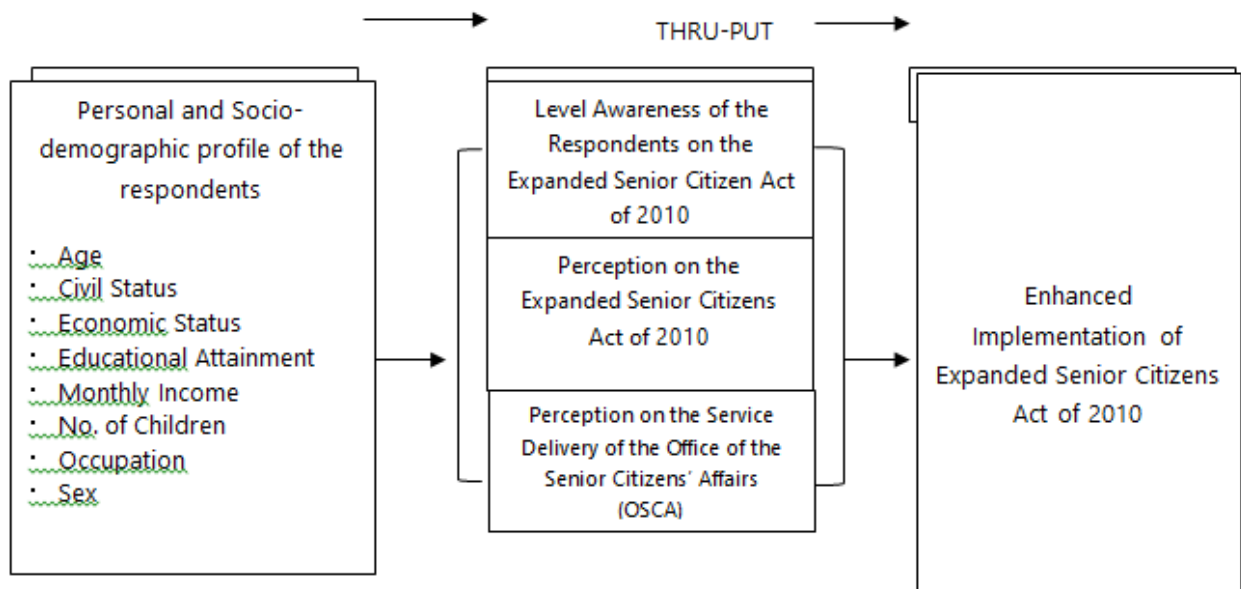 THRU-PUT
Personal and Socio-
demographic profile of the
respondents
· Age
· Civil Status
· Economic Status
· Educational Attainment
· Monthly Income
· No. of Children
· Occupation
· Sex
Level Awareness of the
Respondents on the
Expanded Senior Citizen Act
of 2010
Perception on the
Expanded Senior Citizens
Act of 2010
Perception on the Service
Delivery of the Office of the
Senior Citizens' Affairs
(OSCA)
Enhanced
Implementation of
Expanded Senior Citizens
Act of 2010